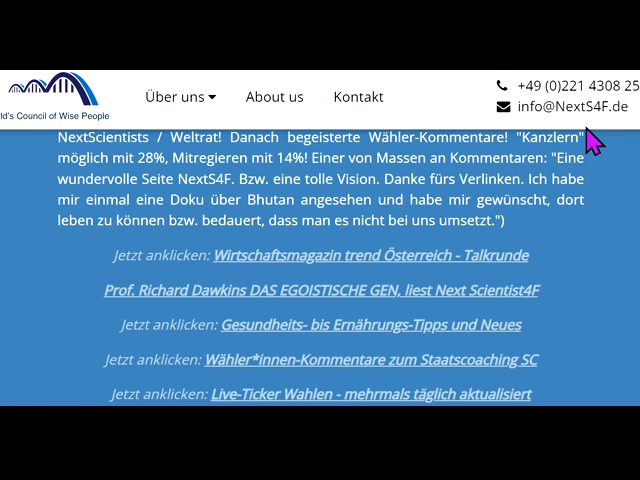 +49 (0)221 4308 25
Über uns About us Kontakt
info@NextS4F.de
rld's Council of Wise People
NextScientists / Weltrat! Danach begeisterte Wähler-Kommentare! "Kanzlern"
möglich mit 28%, Mitregieren mit 14%! Einer von Massen an Kommentaren: "Eine
wundervolle Seite NextS4F. Bzw. eine tolle Vision. Danke fürs Verlinken. Ich habe
mir einmal eine Doku über Bhutan angesehen und habe mir gewünscht, dort
leben zu können bzw. bedauert, dass man es nicht bei uns umsetzt.")
Jetzt anklicken: Wirtschaftsmagazin trend Österreich - Talkrunde
Prof. Richard Dawkins DAS EGOISTISCHE GEN, liest Next Scientist4F
Jetzt anklicken: Gesundheits- bis Ernährungs-Tipps und Neues
Jetzt anklicken: Wähler*innen-Kommentare zum Staatscoaching SC
Jetzt anklicken: Live-Ticker Wahlen - mehrmals täglich aktualisiert